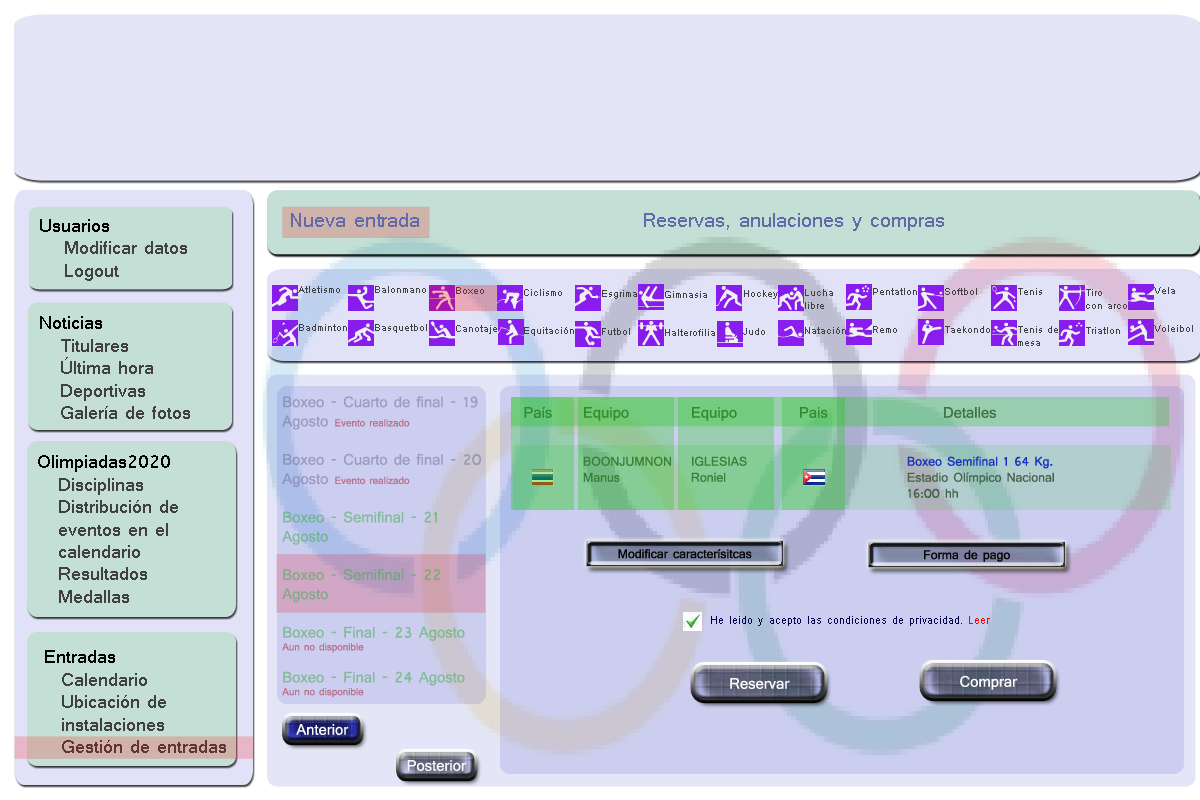 Usuarios
Modificar datos
Logout
Noticias
Titulares
Última hora
Deportivas
Galería de fotos
Olimpiadas2020
Disciplinas
Distribución de
eventos en el
calendario
Resultados
Medallas
Entradas
Calendario
Ubicación de
instalaciones
Gestión de entradas
Nueva entrada
Reservas, anulaciones y compras
Atletismo
Balonmano
Boxeo
Ciclismo
Esgrima
Gimnasia
Hockey
Lucha
libre
Pentatlon
Softbol
Tenis
Tiro
con arco
Vela
Badminton
Basquetbol
Canotaje
Equitación
Futbol
Halterofilia
Judo
Natación
Remo
Taekondo
Tenis de
mesa
Triatlon
Voleibol
Boxeo - Cuarto de final - 19
Agosto Evento realizado
Boxeo - Cuarto de final - 20
Agosto Evento realizado
Boxeo - Semifinal - 21
Agosto
Boxeo - Semifinal - 22
Agosto
Boxeo - Final - 23 Agosto
Aun no disponible
Boxeo - Final - 24 Agosto
Aun no disponible
Anterior
Posterior
País Equipo Equipo Pais Detalles
BOONJUMNON
Manus
IGLESIAS
Roniel
Boxeo Semifinal 1 64 Kg.
Estadio Olímpico Nacional
16:00 hh
Modificar caracterísitcas
Forma de pago
He leido y acepto las condiciones de privacidad. Leer
Reservar
Comprar